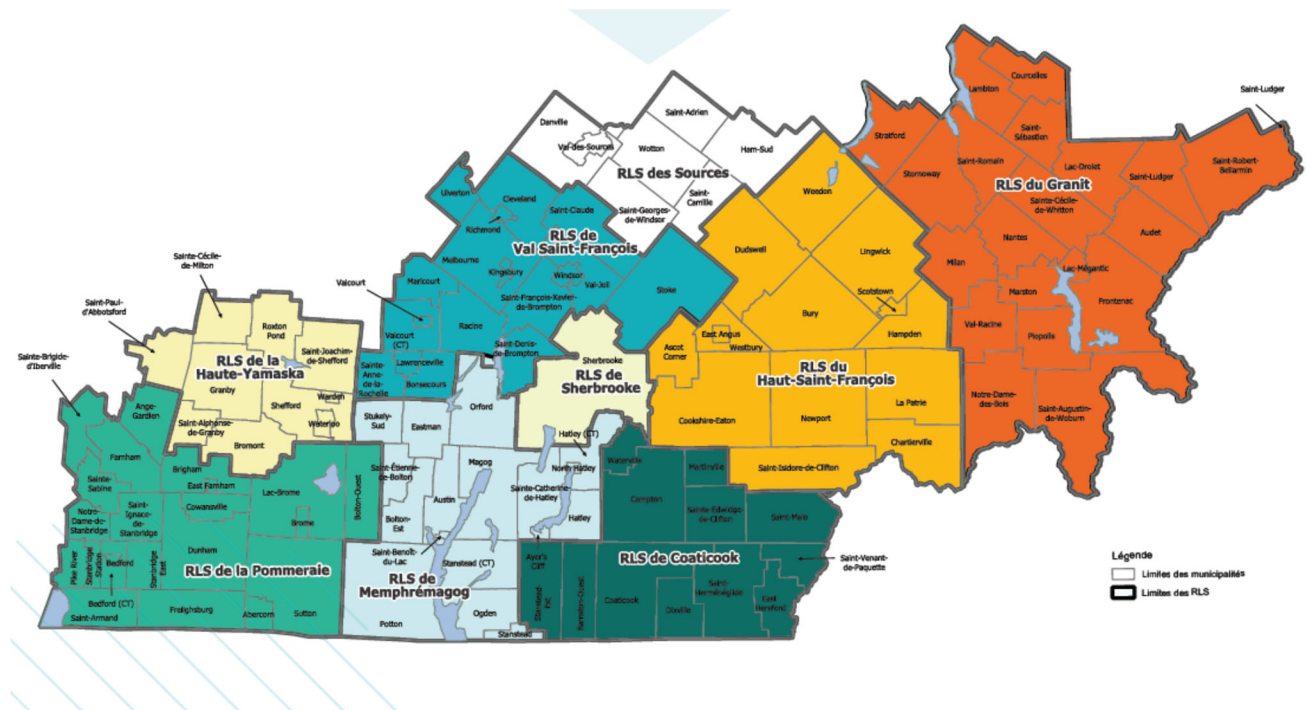 Saint-Ludger
Courcelles
Lambton
Saint-Adrien
Danville
Stratford
Saint-
Sébastien
Val-des-Sources
Wotton
Ham-Sud
Saint-Romain
Lac-Drolet
Saint-Robert-
Bellarmin
RLS des Sources
Stornoway
Saint-Ludger
RLS du Granit
Weedon
Ulverton
Cleveland
Saint-
Camille
Sainte-Cécile-
de-Whitton
Saint-Claude
Saint-Georges-
de-Windsor
Richmond
RLS de
Val Saint-François
Audet
Nantes
Dudswell
Lingwick
Sainte-Cécile-
de-Milton
Melbourne
Milan
Lac-Mégantic
Kingsbury
Windsor
Val-Joli
Maricourt
Valcourt
Stoke
Scotstown
Marston
Frontenac
Saint-François-Xavier-
de-Brompton
Saint-Paul-
d'Abbotsford
Bury
Roxton
Pond
Racine
Val-Racine
Piopolis
Valcourt (CT)
East Angus
Hampden
Saint-Denis-
de-Brompton
Ascot
Corner
Westbury
Saint-Joachim-
de-Shefford
Sainte-Brigide-
d'Iberville
RLS de la
Haute-Yamaska
Sherbrooke
Lawrenceville
Sainte-
Anne-
de-la-
Rochelle
RLS de
Sherbrooke
RLS du
Haut-Saint-François
Bonsecours
Granby
Warden
Notre-Dame-
des-Bois
La Patrie
Shefford
Orford
Ange-
Gardien
Saint-Augustin-
de-Woburn
Stukely-
Sud
Cookshire-Eaton
Newport
Waterloo
Saint-Alphonse-
de-Granby
Eastman
Hatley (CT)
Bromont
Chartierville
Farnham
Magog
Waterville
Martinville
Brigham
Saint-Étienne-
de-Bolton
North Hatley
Saint-Isidore-de-Clifton
Sainte-
Sabine
East Farnham
Lac-Brome
Bolton-Ouest
Sainte-Catherine-
de-Hatley
Austin
Compton
Cowansville
Saint-
Ignace-
de-
Stanbridge
Notre-
Dame-de-
Stanbridge
Sainte-Edwidge-
de-Clifton
Brome
Bolton-
Est
Hatley
Saint-Malo
Dunham
Saint-Benoît-
du-Lac
Ayer's
Cliff
RLS de Coaticook
Saint-Venant-
de-Paquette
Pike River
Stanbridge
Station
Bedford
Stanbridge
East
Stanstead (CT)
Légende
RLS de la Pommeraie
Limites des municipalités
RLS de
Memphrémagog
Saint-
Herménégilde
Limites des RLS
Stanstead-
Est
Barnston-Ouest
Coaticook
Dixville
East
Hereford
Bedford (CT)
Frelighsburg
Abercorn
Sutton
Ogden
Saint-Armand
Potton
Stanstead